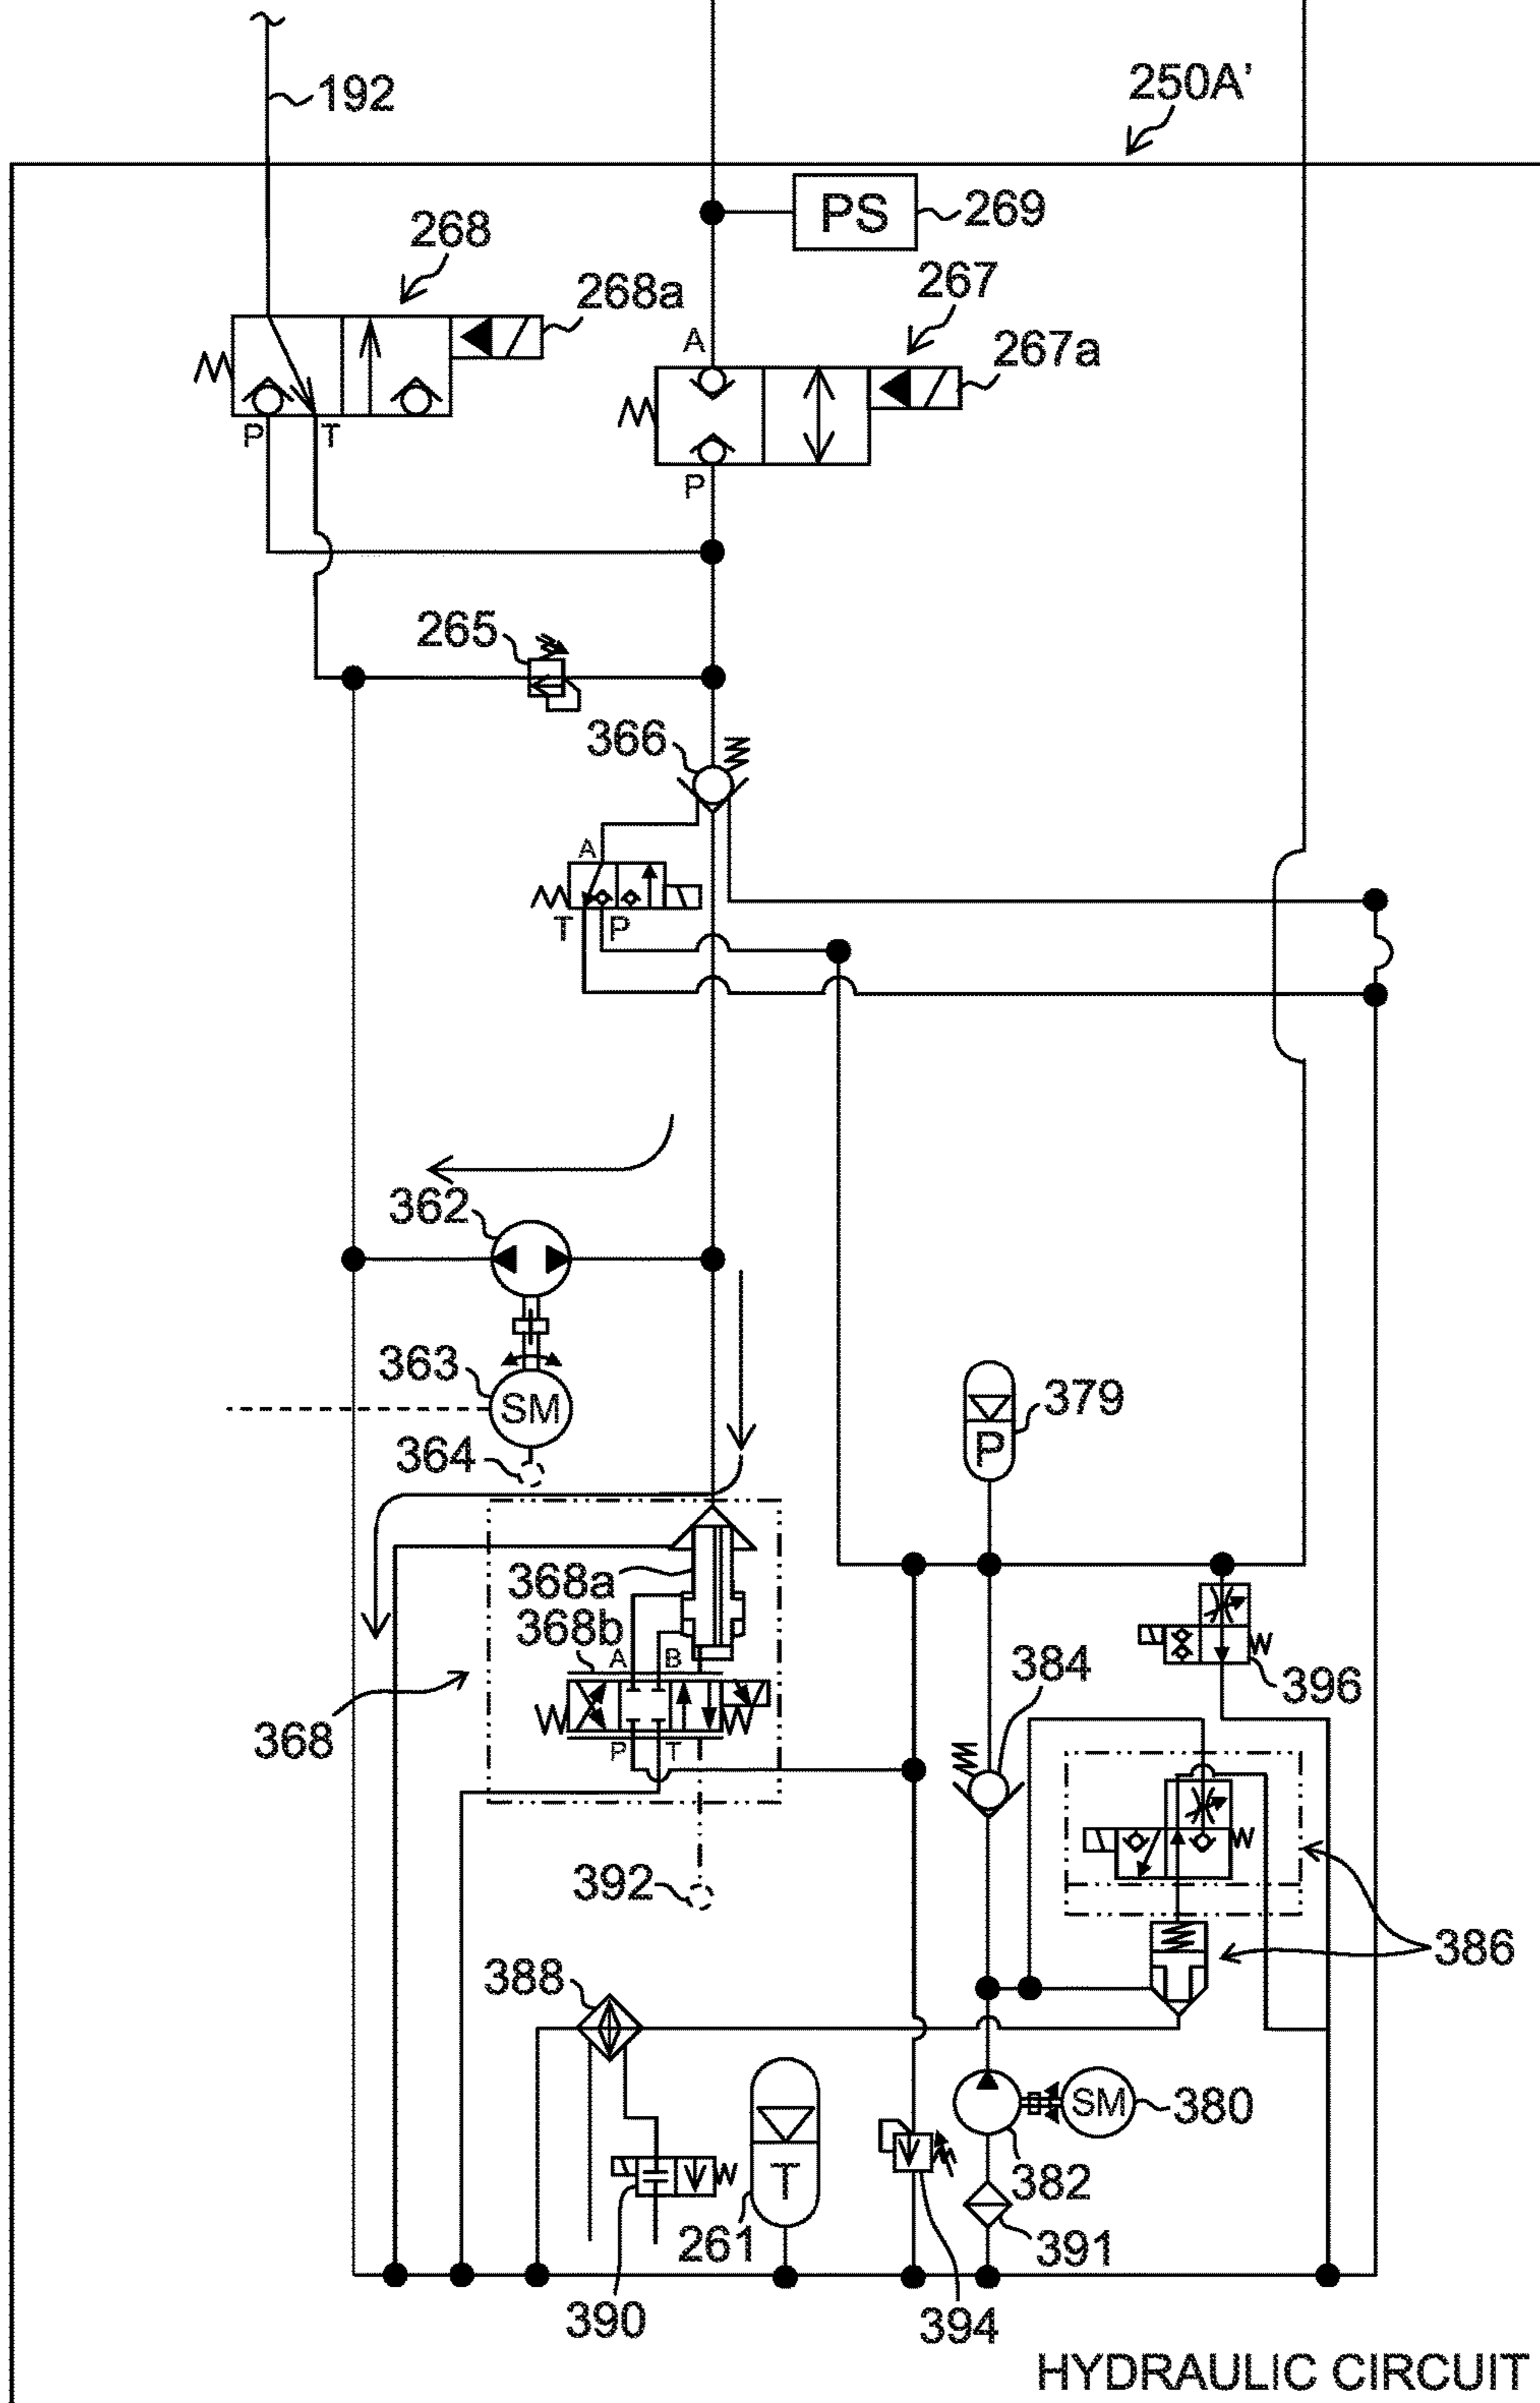 192
250A’
PS
269
268
268a
267
267a
A
P
T
P
265
366
A
T
P
362
363
SM
364
379
P
368a
368b
A
B
384
396
368
P
T
392
386
388
SM
380
T
382
261
391
390
394
HYDRAULIC CIRCUIT